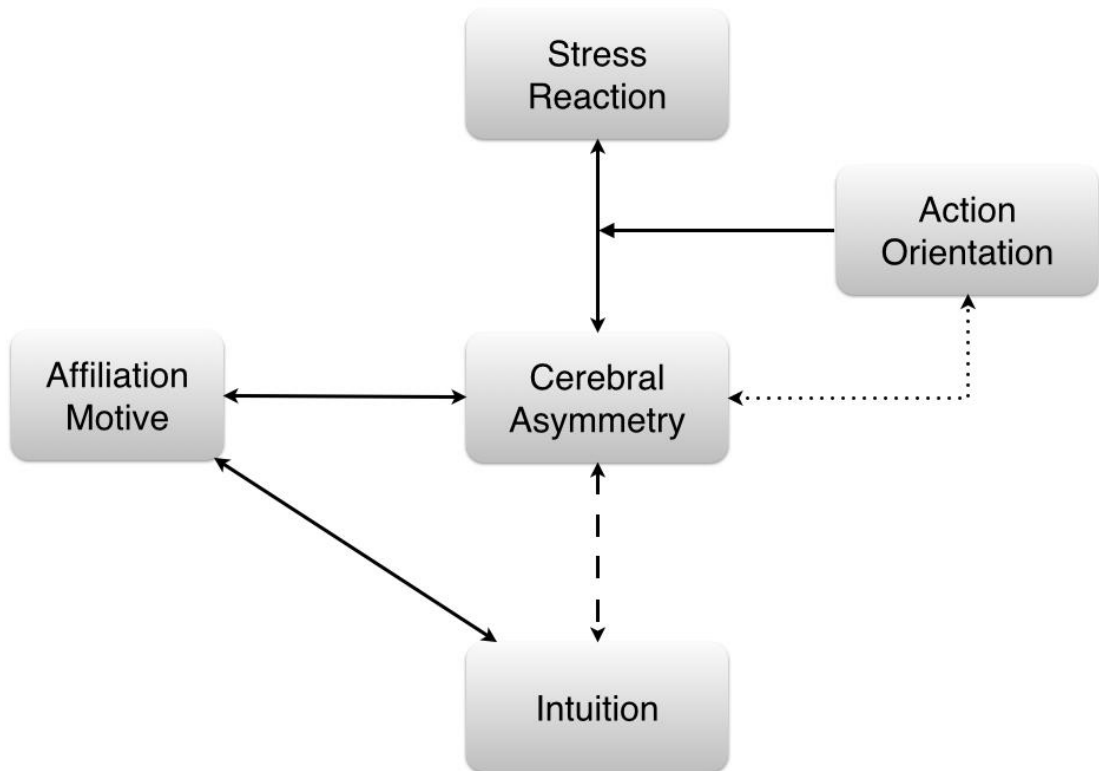 Stress
Reaction
Action
Orientation
Affiliation
Motive
Cerebral
Asymmetry
Intuition